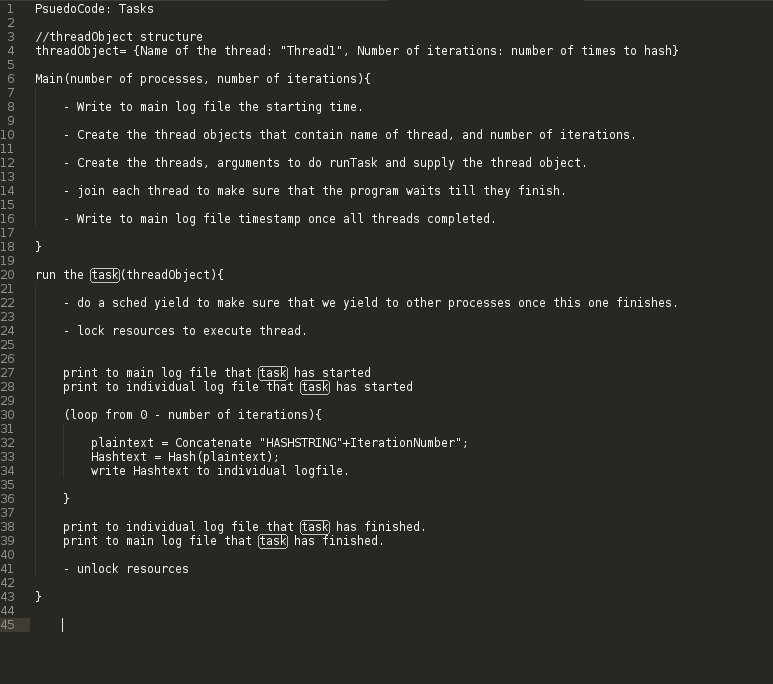 1 PsuedoCode: Tasks
2
3 //threadObject structure
4 threadObject= {Name of the thread: "Thread1", Number of iterations: number of times to hash}
5
6 Main(number of processes, number of iterations){
7
8 - Write to main log file the starting time.
9
10 - Create the thread objects that contain name of thread, and number of iterations.
11
12 - Create the threads, arguments to do runTask and supply the thread object.
13
14 - join each thread to make sure that the program waits till they finish.
15
16 - Write to main log file timestamp once all threads completed.
17
18 }
19
20 run the task(threadObject){
21
22 - do a sched yield to make sure that we yield to other processes once this one finishes.
23
24 - lock resources to execute thread.
25
26
27 print to main log file that task has started
28 print to individual log file that task has started
29
30 (loop from 0 - number of iterations){
31
32 plaintext = Concatenate "HASHSTRING"+IterationNumber";
33 Hashtext = Hash(plaintext);
34 write Hashtext to individual logfile.
35
36 }
37
38 print to individual log file that task has finished.
39 print to main log file that task has finished.
40
41 - unlock resources
42
43 }
44
45